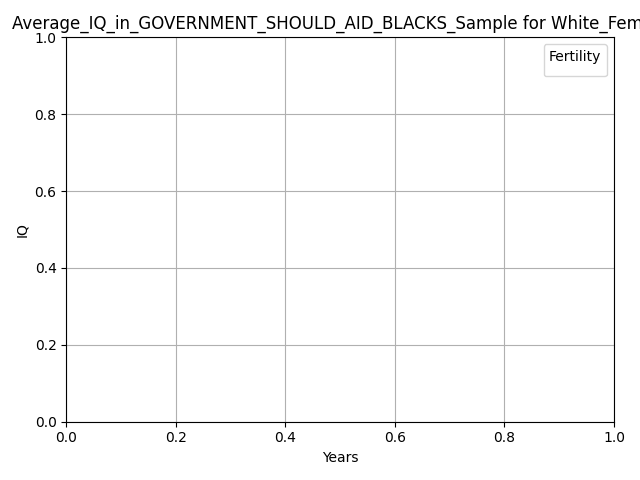 Average_IQ_in_GOVERNMENT_SHOULD_AID_BLACKS_Sample for White_Fem
Fertility
1.0
0.8
0.6
0.4
0.2
0.0
IQ
0.0 0.2 0.4 0.6 0.8 1.0
Years